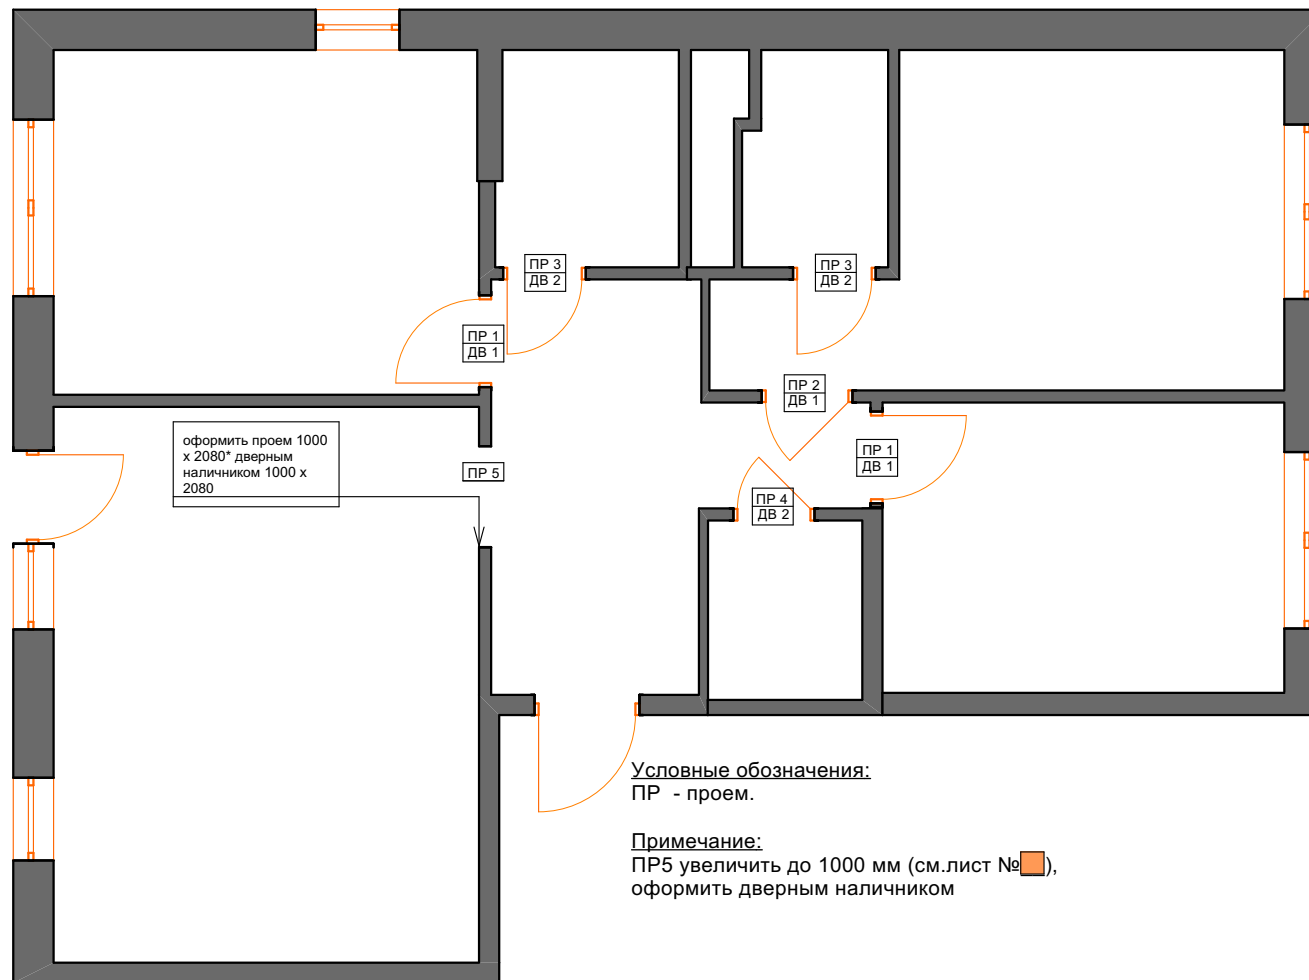 ПР 3
ДВ 2
ПР 3
ДВ 2
ПР 1
ДВ 1
ПР 2
ДВ 1
оформить проем 1000
х 2080* дверным
наличником 1000 х
2080
ПР 5
ПР 1
ДВ 1
ПР 4
ДВ 2
Условные обозначения:
ПР - проем.
Примечание:
ПР5 увеличить до 1000 мм (см.лист №),
оформить дверным наличником